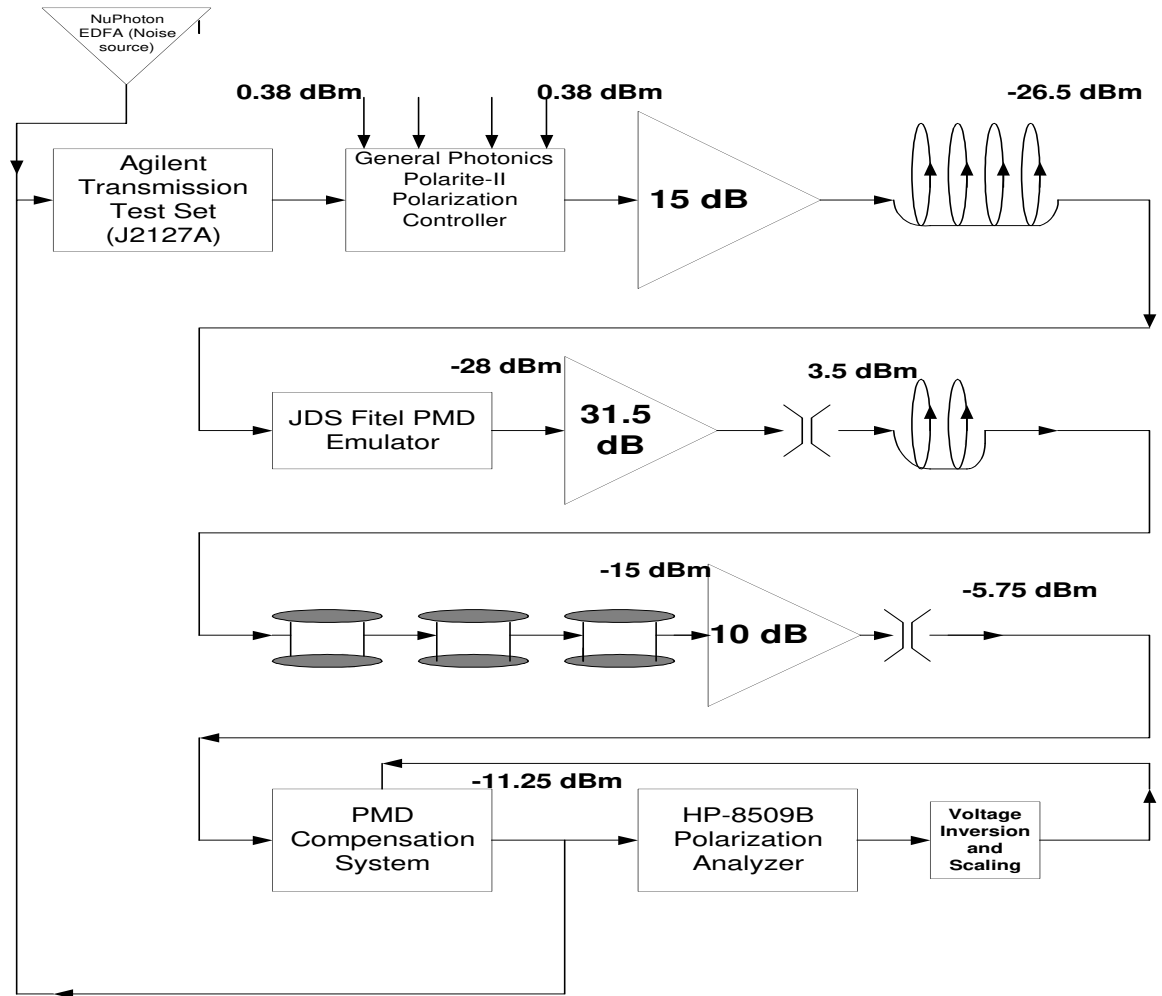 NuPhoton
EDFA (Noise
source)
0.38 dBm
0.38 dBm
-26.5 dBm
Agilent
Transmission
Test Set
(J2127A)
General Photonics
Polarite-II
Polarization
Controller
15 dB
-28 dBm
3.5 dBm
JDS Fitel PMD
Emulator
31.5
dB
-15 dBm
-5.75 dBm
10 dB
-11.25 dBm
PMD
Compensation
System
HP-8509B
Polarization
Analyzer
Voltage
Inversion
and
Scaling